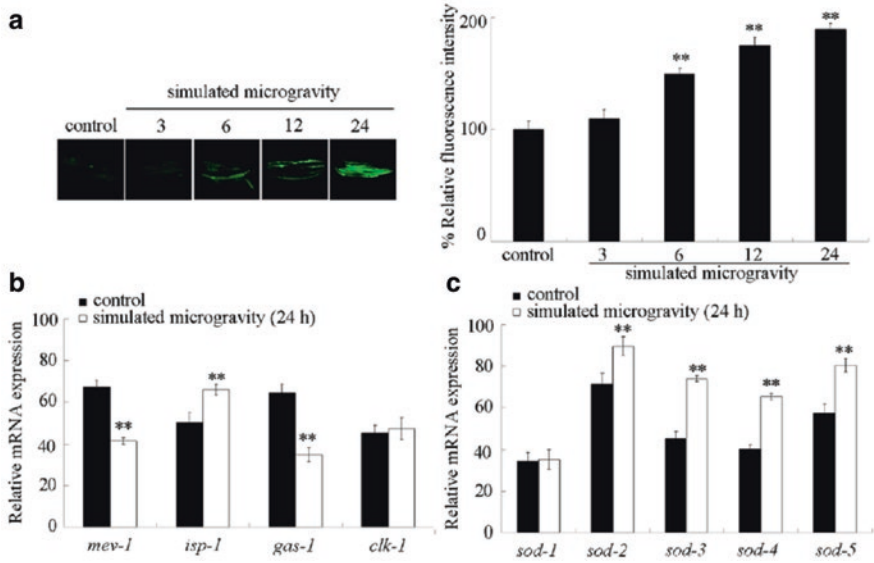 a
simulated microgravity
control 3 6 12 24
% Relative fluorescence intensity
200
100
0
** ** **
control 3 6 12 24
simulated microgravity
b
control
simulated microgravity (24 h)
Relative mRNA expression
100
80
60
40
20
0
** ** **
mev-1 isp-1 gas-1 clk-1
c
control
simulated microgravity (24 h)
Relative mRNA expression
100
80
60
40
20
0
** ** ** **
sod-1 sod-2 sod-3 sod-4 sod-5